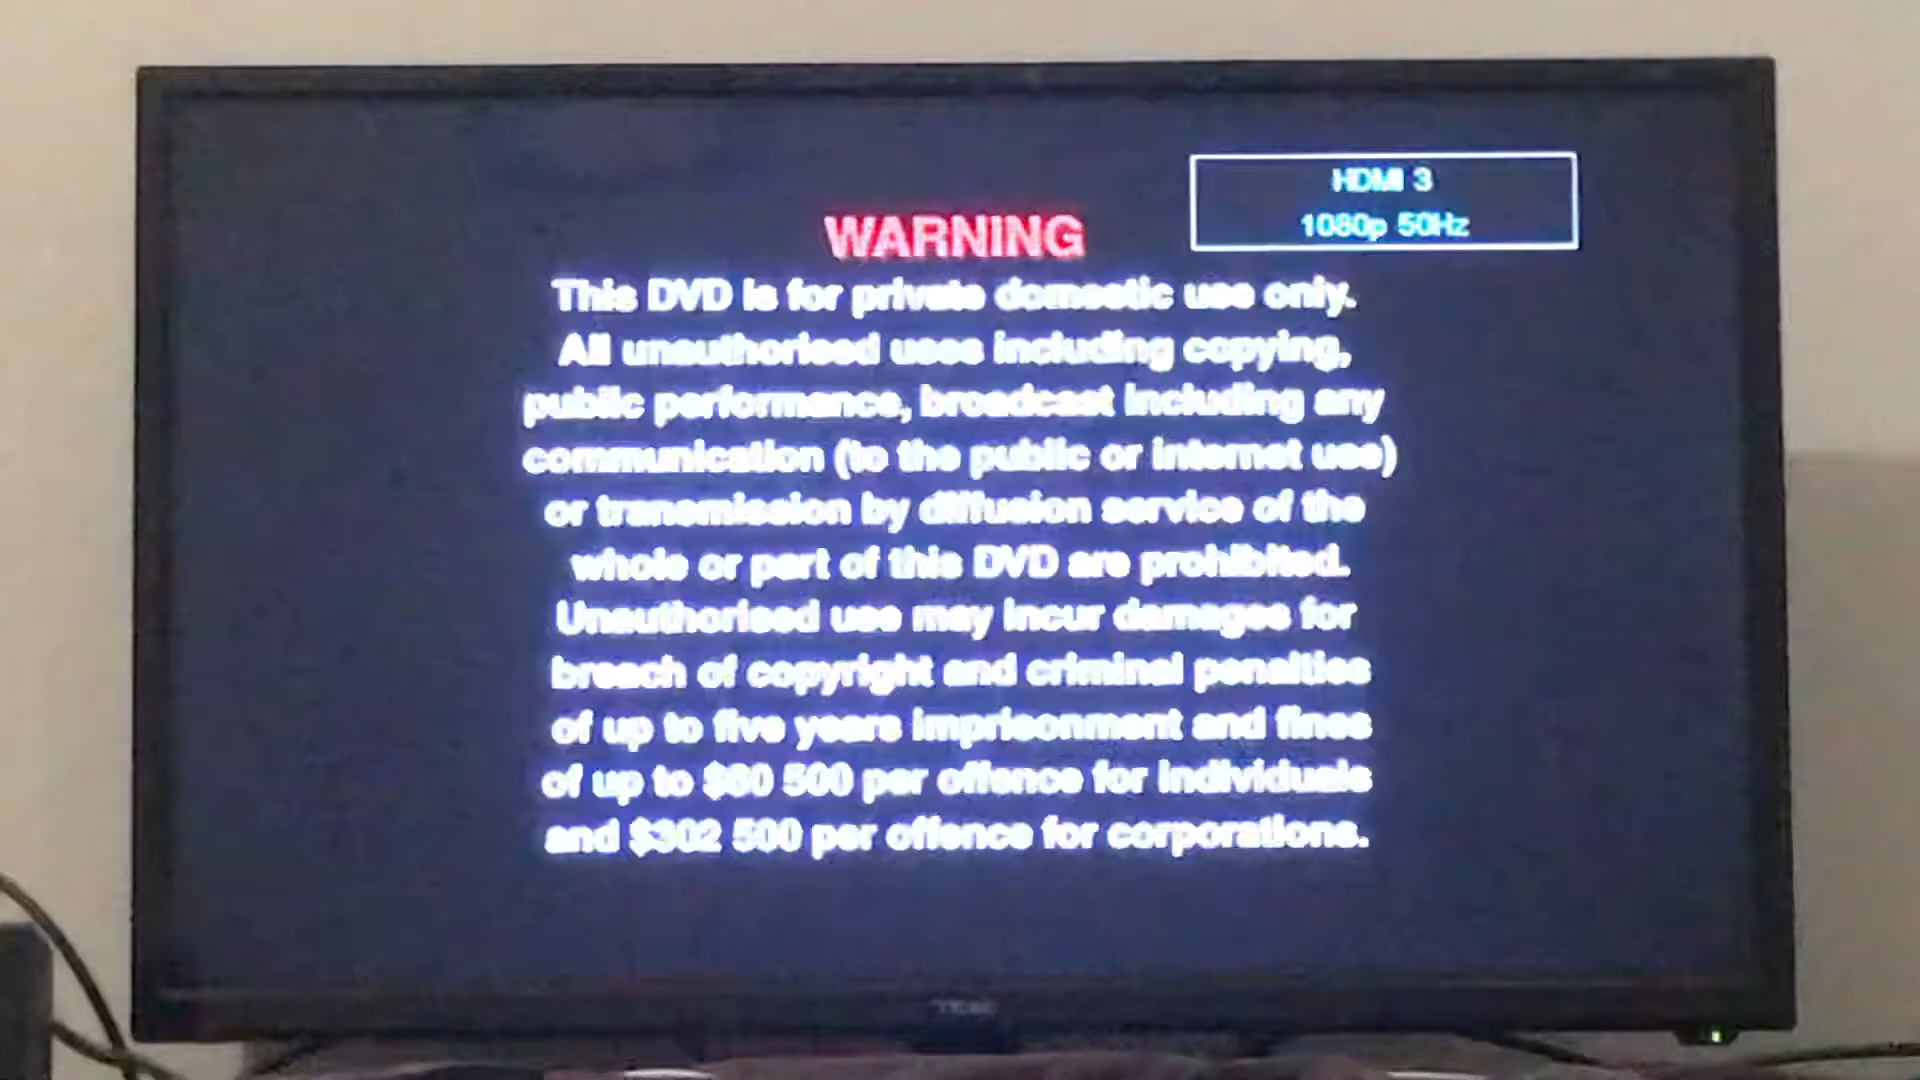 HDMI 3
1080p 50Hz
WARNING
This DVD is for private domestic use only.
All unauthorised uses including copying,
public performance, broadcast including any
communication (to the public or internet use)
or transmission by diffusion service of the
whole or part of this DVD are prohibited.
Unauthorised use may incur damages for
breach of copyright and criminal penalties
of up to five years imprisonment and fines
of up to $60 500 per offence for individuals
and $302 500 per offence for corporations.